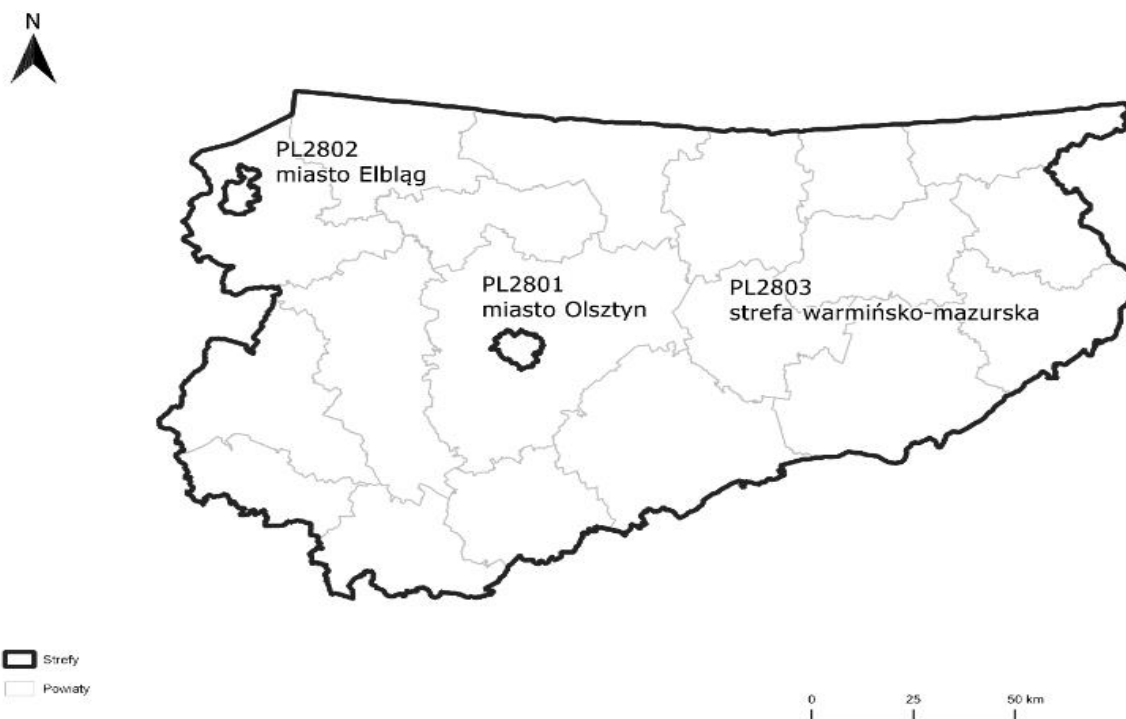 N
PL2802
miasto Elbląg
PL2801
miasto Olsztyn
PL2803
strefa warmińsko-mazurska
Strefy
Powiaty
0 25 50 km